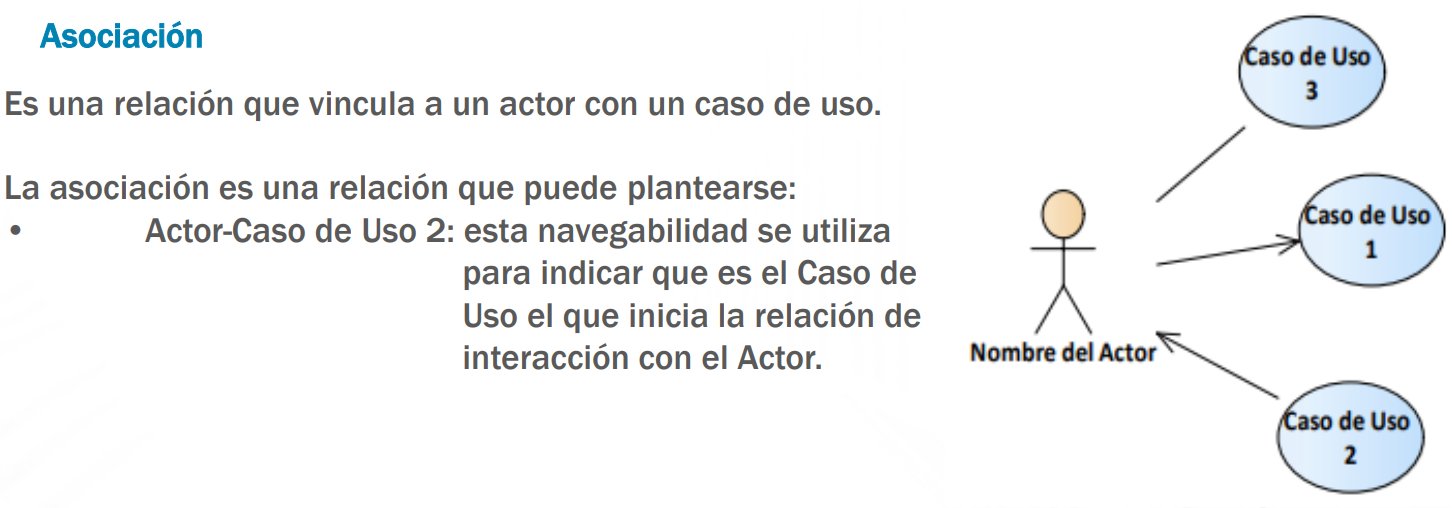 Asociación
Es una relación que vincula a un actor con un caso de uso.
La asociación es una relación que puede plantearse:
• Actor-Caso de Uso 2: esta navegabilidad se utiliza
para indicar que es el Caso de
Uso el que inicia la relación de
interacción con el Actor.
Caso de Uso
3
Caso de Uso
1
Nombre del Actor
Caso de Uso
2